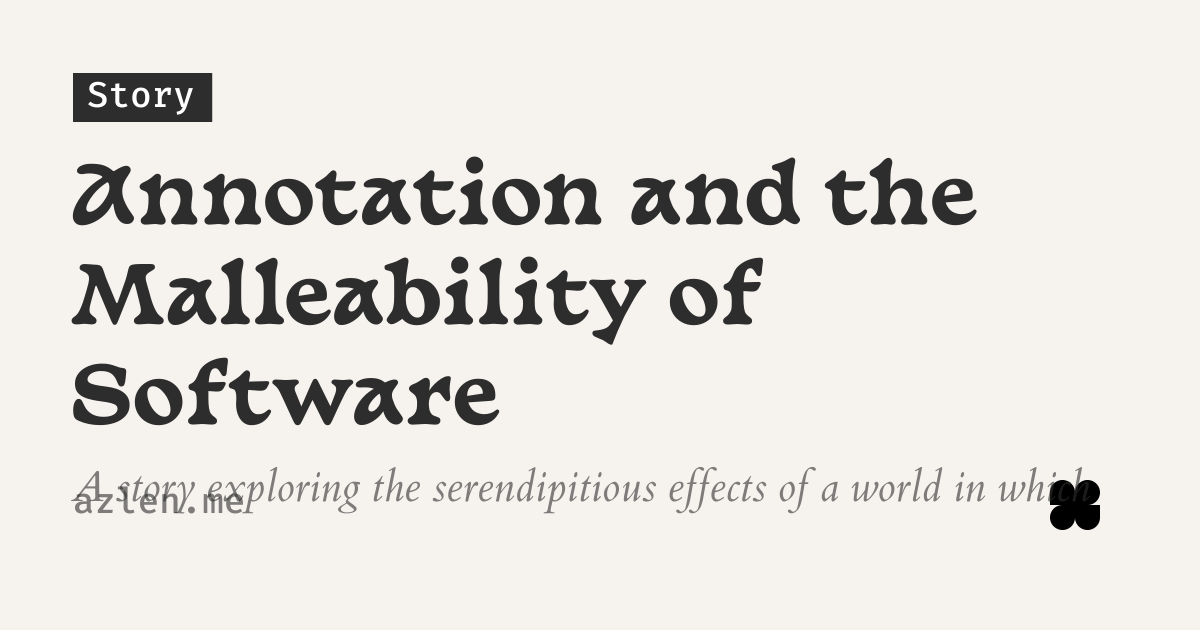 Story
Annotation and the
Malleability of
Software
A story exploring the serendipitious effects of a world in which
azlen.me